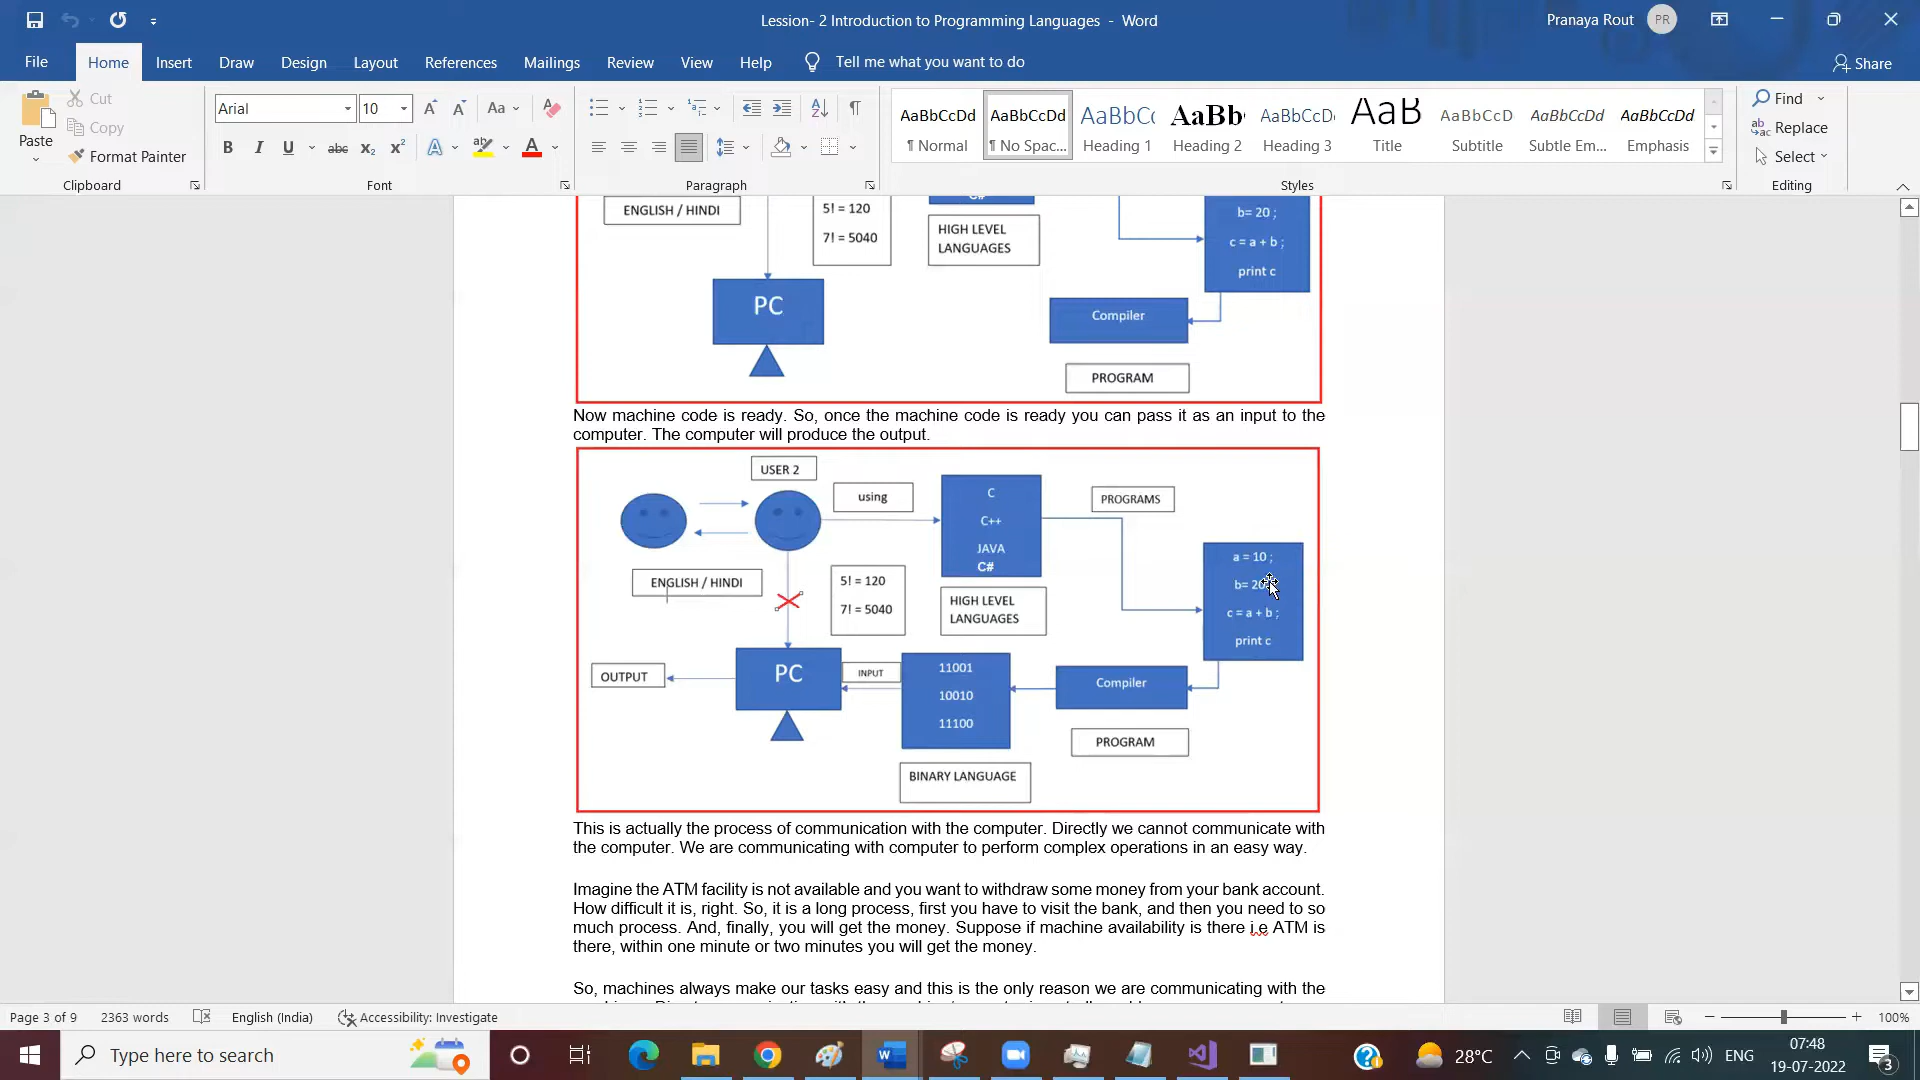 Lession- 2 Introduction to Programming Languages - Word
Pranaya Rout PR
File Home Insert Draw Design Layout References Mailings Review View Help Tell me what you want to do Share
Paste
Cut
Copy
Format Painter
Clipboard
Arial 10
Font
Paragraph
AaBbCcDd AaBbCcDd AaBbCc AaBb AaBbCcD AaB AaBbCcD AaBbCcDd AaBbCcDd
¶ Normal ¶ No Spac... Heading 1 Heading 2 Heading 3 Title Subtitle Subtle Em... Emphasis
Styles
Find
Replace
Select
Editing
ENGLISH / HINDI
5! = 120
7! = 5040
C#
HIGH LEVEL
LANGUAGES
b= 20 ;
c = a + b ;
print c
PC
Compiler
PROGRAM
Now machine code is ready. So, once the machine code is ready you can pass it as an input to the
computer. The computer will produce the output.
USER 2
using
C
C++
JAVA
C#
PROGRAMS
a = 10 ;
b= 20
c = a + b ;
print c
ENGLISH / HINDI
5! = 120
7! = 5040
HIGH LEVEL
LANGUAGES
OUTPUT
PC
INPUT
11001
10010
11100
Compiler
PROGRAM
BINARY LANGUAGE
This is actually the process of communication with the computer. Directly we cannot communicate with
the computer. We are communicating with computer to perform complex operations in an easy way.
Imagine the ATM facility is not available and you want to withdraw some money from your bank account.
How difficult it is, right. So, it is a long process, first you have to visit the bank, and then you need to so
much process. And, finally, you will get the money. Suppose if machine availability is there i.e ATM is
there, within one minute or two minutes you will get the money.
So, machines always make our tasks easy and this is the only reason we are communicating with the
Page 3 of 9 2363 words English (India) Accessibility: Investigate 100%
Type here to search
28°C ENG
07:48
19-07-2022
3